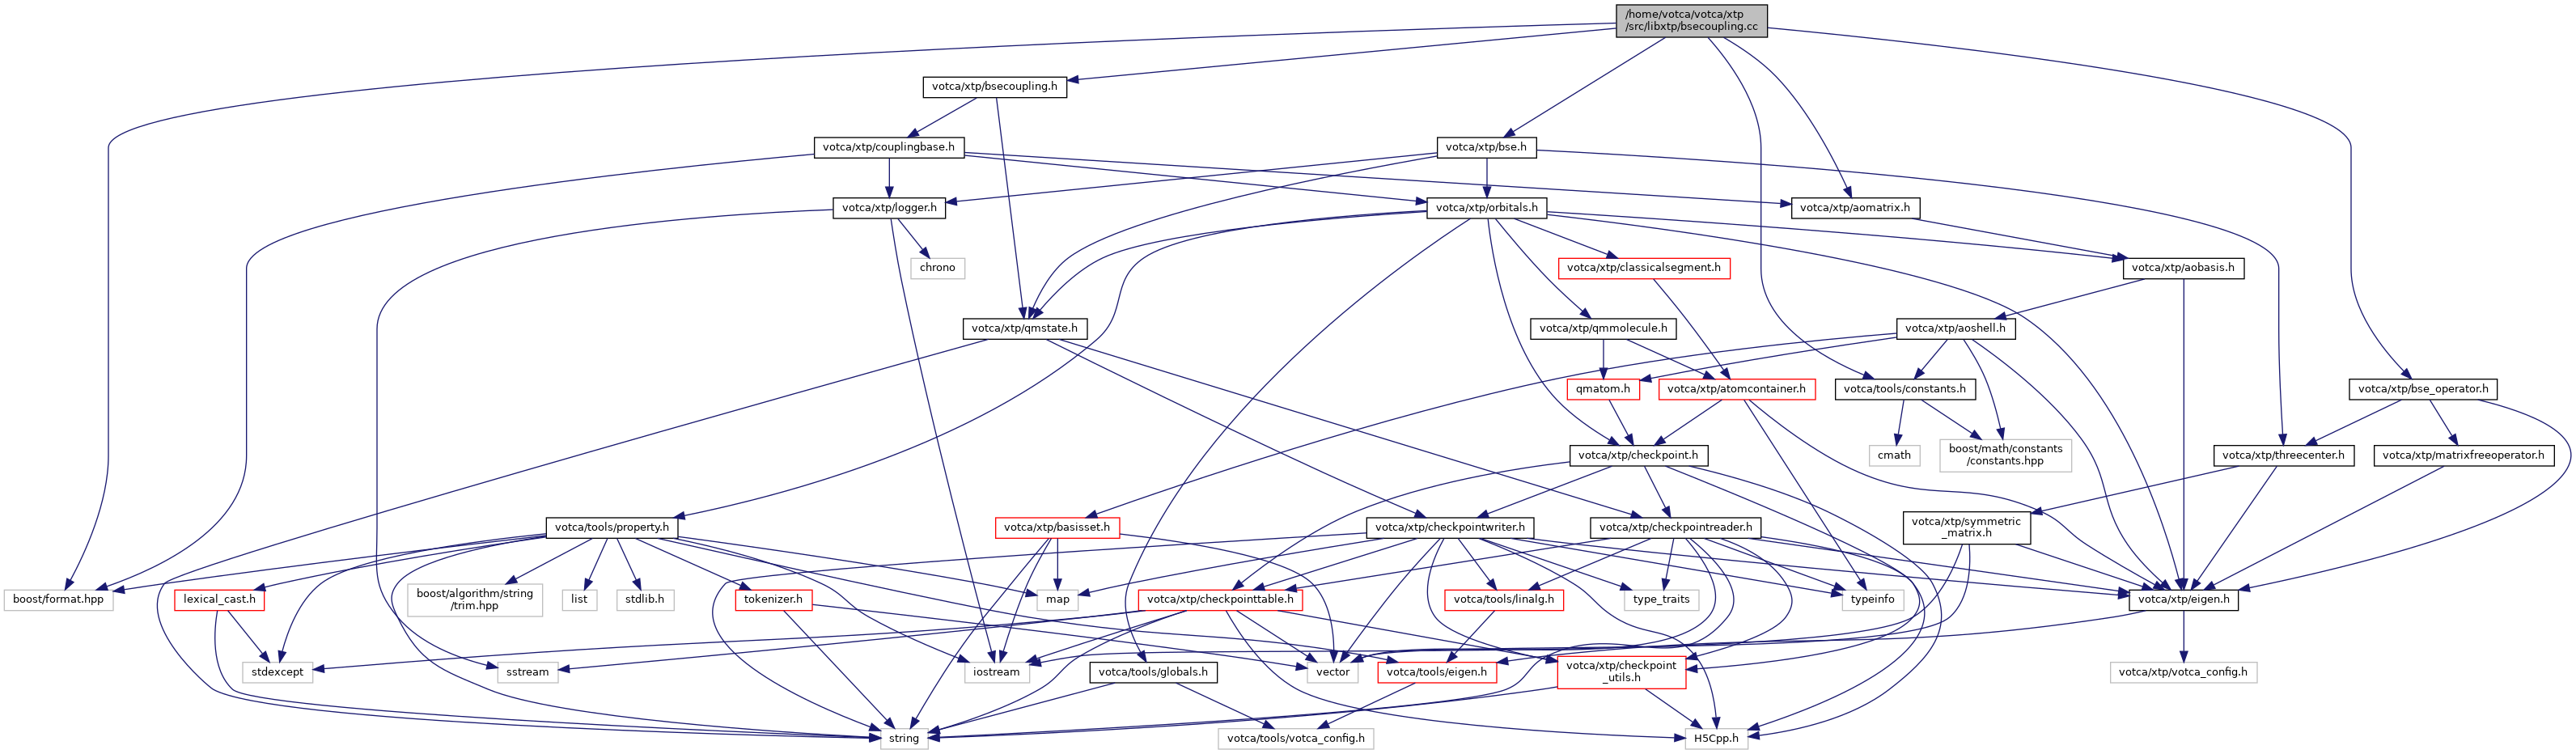 /home/votca/votca/xtp
/src/libxtp/bsecoupling.cc
votca/xtp/bsecoupling.h
votca/xtp/couplingbase.h
votca/xtp/bse.h
votca/xtp/logger.h
votca/xtp/orbitals.h
votca/xtp/aomatrix.h
chrono
votca/xtp/classicalsegment.h
votca/xtp/aobasis.h
votca/xtp/qmstate.h
votca/xtp/qmmolecule.h
votca/xtp/aoshell.h
qmatom.h
votca/xtp/atomcontainer.h
votca/tools/constants.h
votca/xtp/bse_operator.h
votca/xtp/checkpoint.h
cmath
boost/math/constants
/constants.hpp
votca/xtp/threecenter.h
votca/xtp/matrixfreeoperator.h
votca/tools/property.h
votca/xtp/basisset.h
votca/xtp/checkpointwriter.h
votca/xtp/checkpointreader.h
votca/xtp/symmetric
_matrix.h
boost/format.hpp
lexical_cast.h
boost/algorithm/string
/trim.hpp
list
stdlib.h
tokenizer.h
map
votca/xtp/checkpointtable.h
votca/tools/linalg.h
type_traits
typeinfo
votca/xtp/eigen.h
stdexcept
sstream
iostream
votca/tools/globals.h
vector
votca/tools/eigen.h
votca/xtp/checkpoint
_utils.h
votca/xtp/votca_config.h
string
votca/tools/votca_config.h
H5Cpp.h